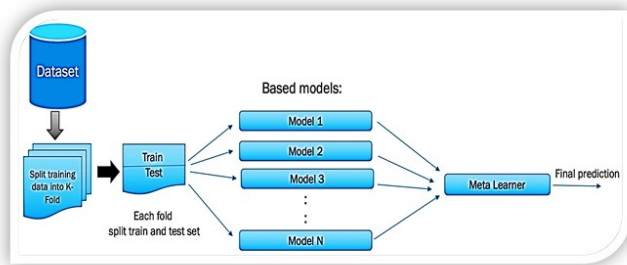 Dataset
Split training
data into K-
Fold
Train
Test
Each fold
split train and test set
Based models:
Model 1
Model 2
Model 3
:
:
Model N
Meta Learner
Final prediction